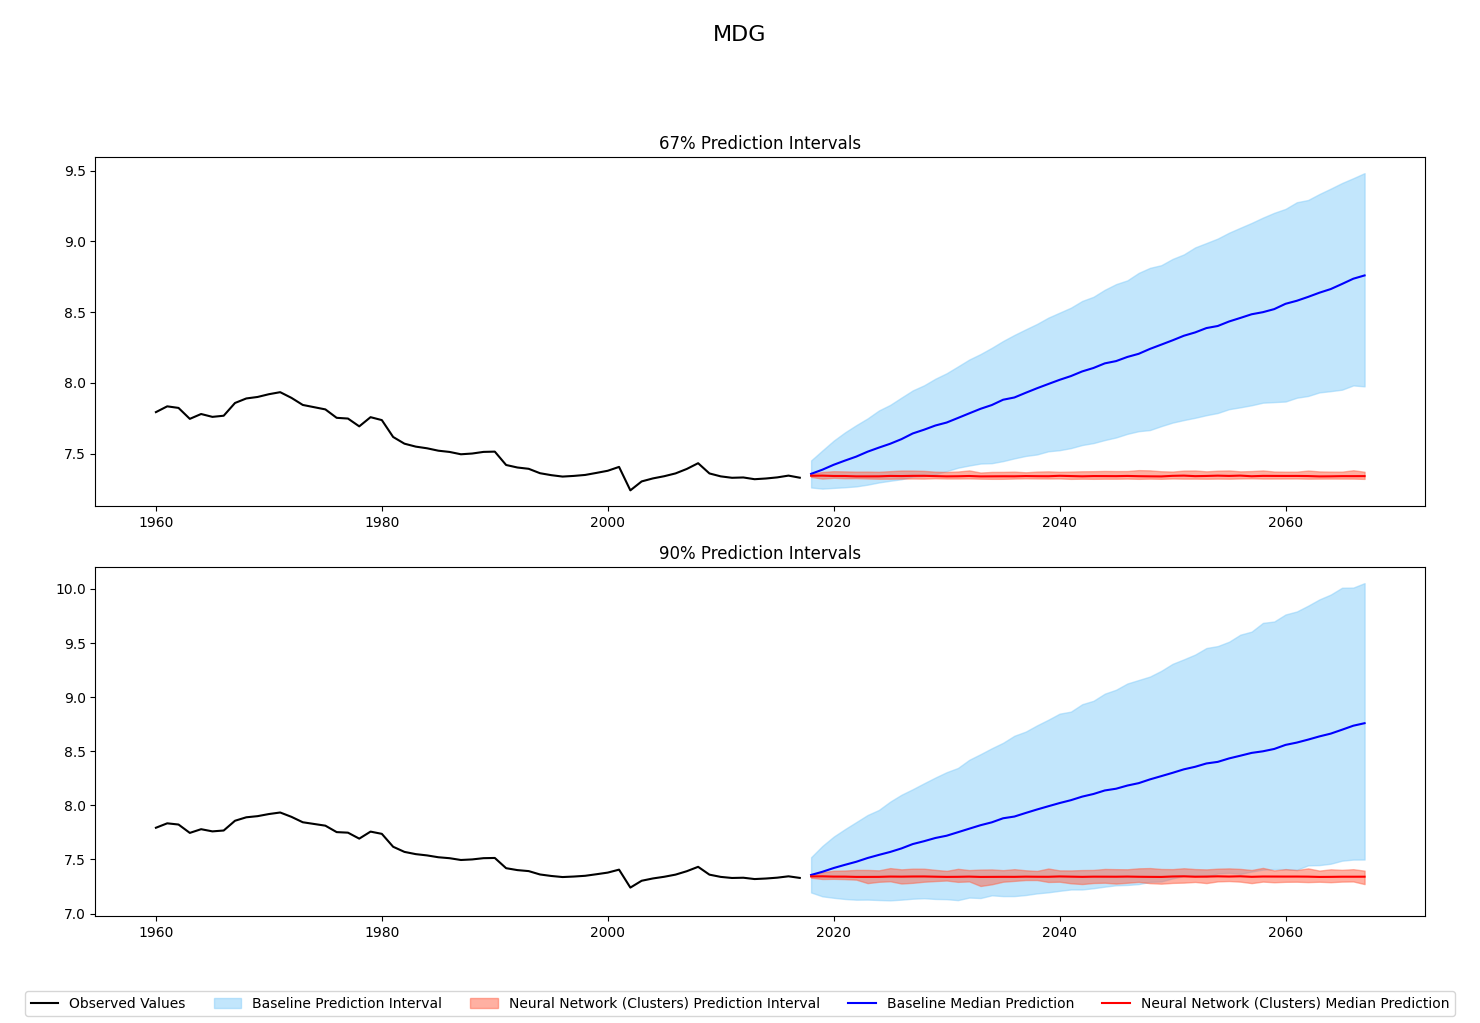 MDG
67% Prediction Intervals
9.5
9.0
8.5
8.0
7.5
1960 1980 2000 2020 2040 2060
90% Prediction Intervals
10.0
9.5
9.0
8.5
8.0
7.5
7.0
1960 1980 2000 2020 2040 2060
Observed Values Baseline Prediction Interval Neural Network (Clusters) Prediction Interval Baseline Median Prediction Neural Network (Clusters) Median Prediction